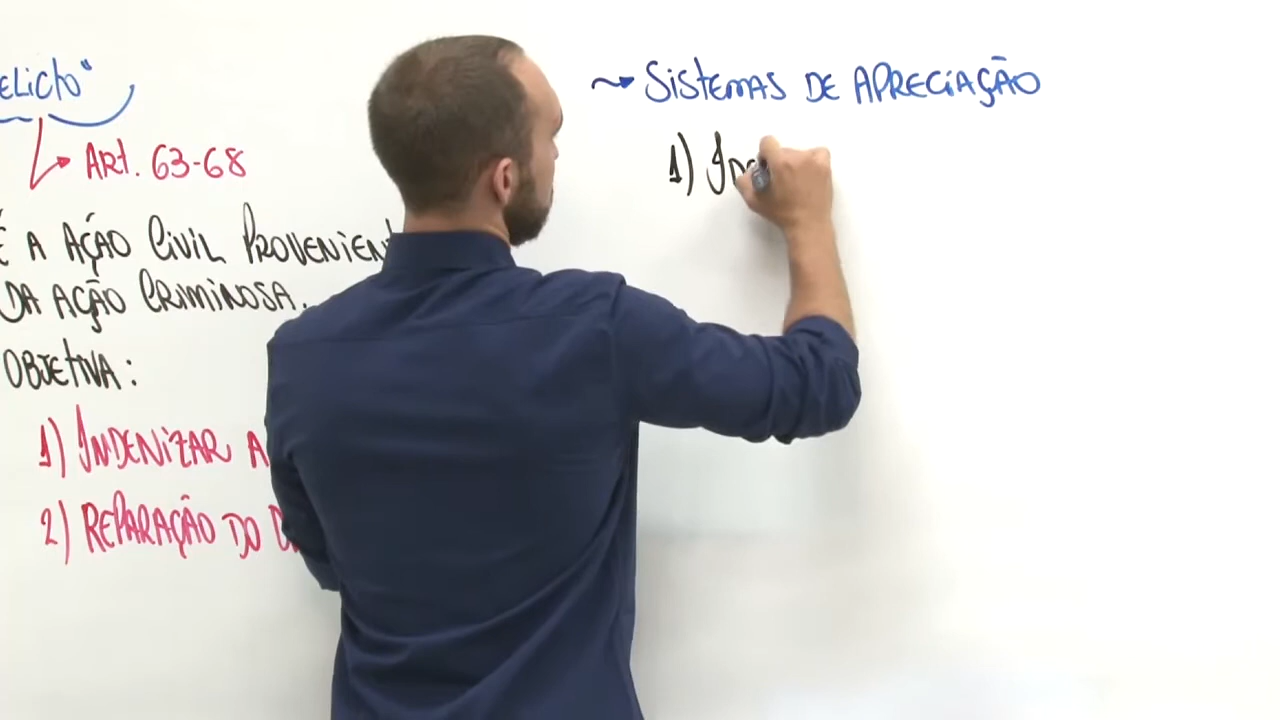 ELICTO"
ART. 63-68
É A AÇÃO CIVIL PROVENIENT
DA AÇÃO CRIMINOSA.
OBJETIVA:
1) INDENIZAR A
2) REPARAÇÃO DO D
~> SISTEMAS DE APRECIAÇÃO
1) IND